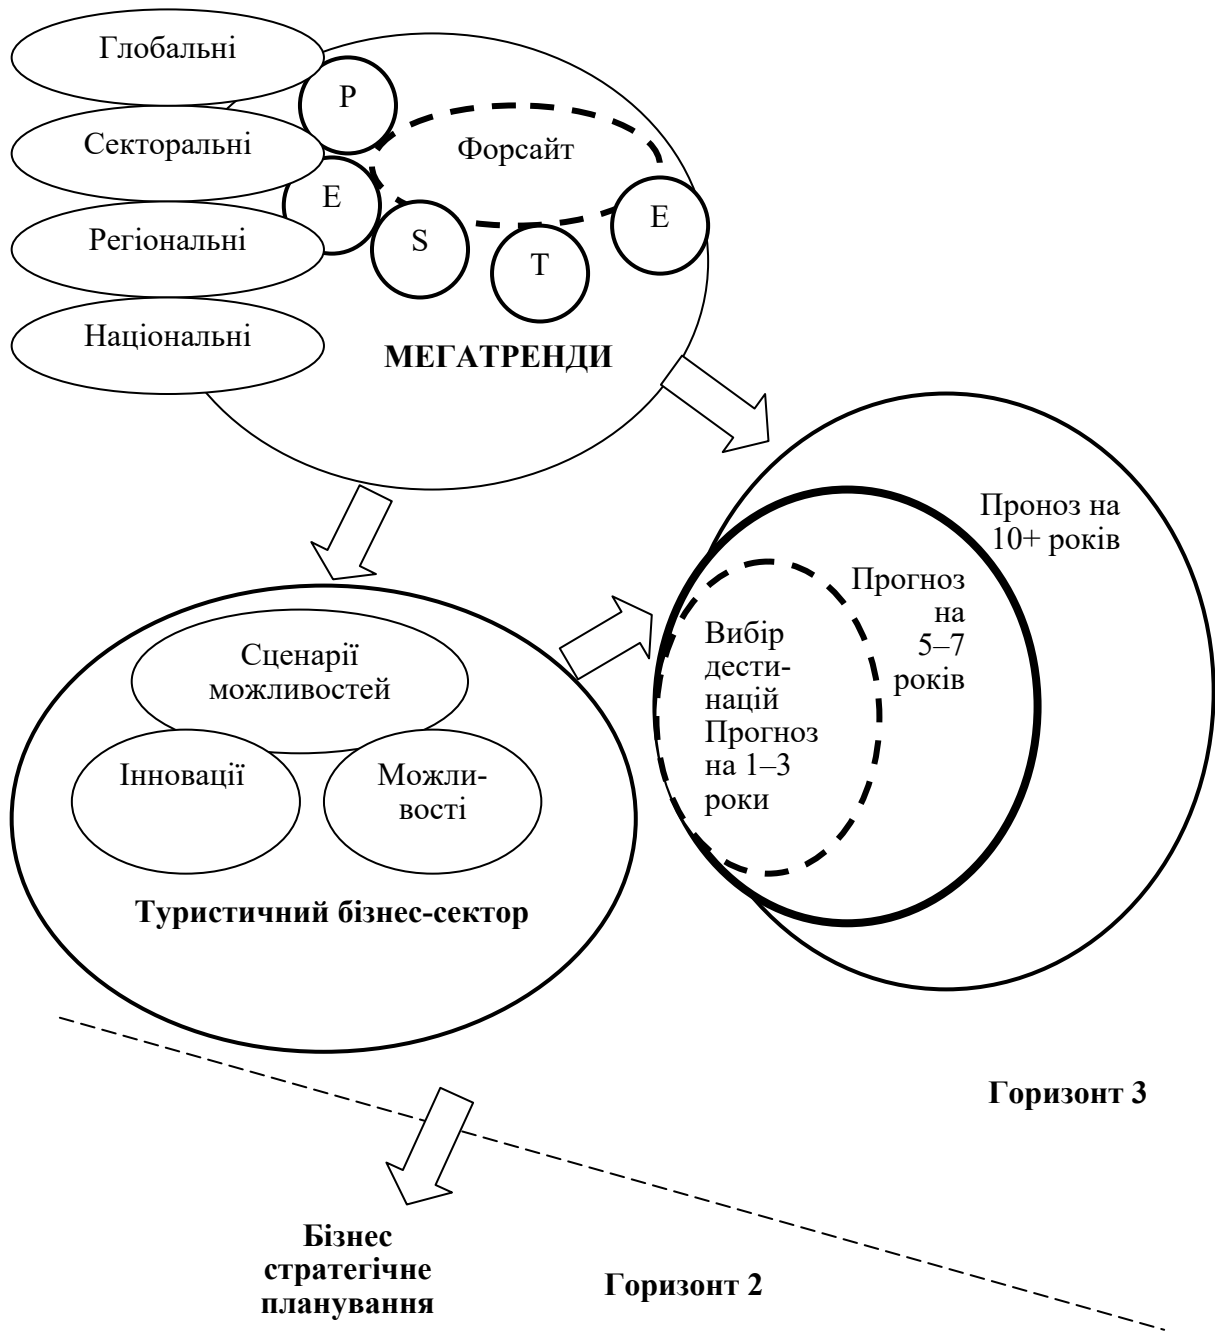 Глобальні
P
Секторальні
Форсайт
E
Регіональні
S
T
E
Національні
МЕГАТРЕНДИ
Проноз на
10+ років
Прогноз
на
5–7
років
Вибір
дести-
націй
Прогноз
на 1–3
роки
Сценарії
можливостей
Інновації
Можли-
вості
Туристичний бізнес-сектор
Горизонт 3
Бізнес
стратегічне
планування
Горизонт 2